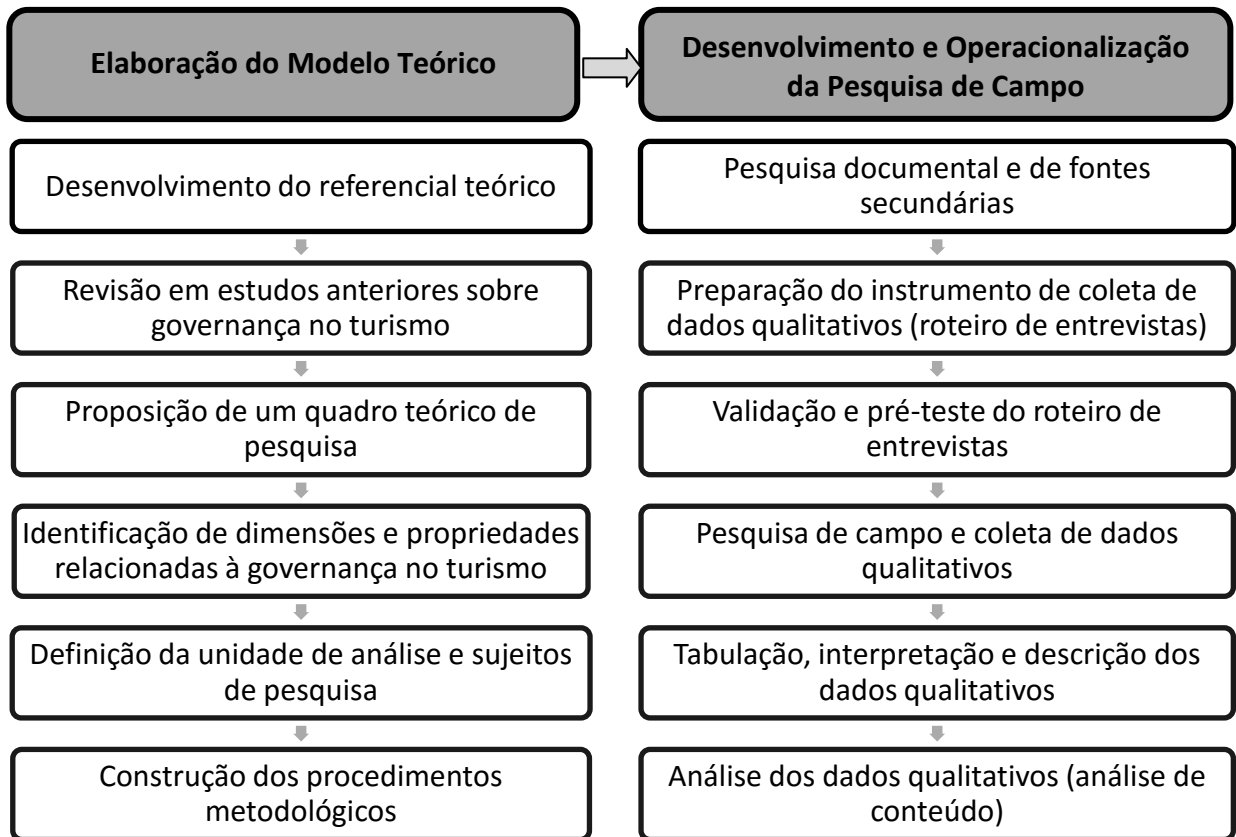 Elaboração do Modelo Teórico
Desenvolvimento do referencial teórico
Revisão em estudos anteriores sobre
governança no turismo
Proposição de um quadro teórico de
pesquisa
Identificação de dimensões e propriedades
relacionadas à governança no turismo
Definição da unidade de análise e sujeitos
de pesquisa
Construção dos procedimentos
metodológicos
Desenvolvimento e Operacionalização
da Pesquisa de Campo
Pesquisa documental e de fontes
secundárias
Preparação do instrumento de coleta de
dados qualitativos (roteiro de entrevistas)
Validação e pré-teste do roteiro de
entrevistas
Pesquisa de campo e coleta de dados
qualitativos
Tabulação, interpretação e descrição dos
dados qualitativos
Análise dos dados qualitativos (análise de
conteúdo)